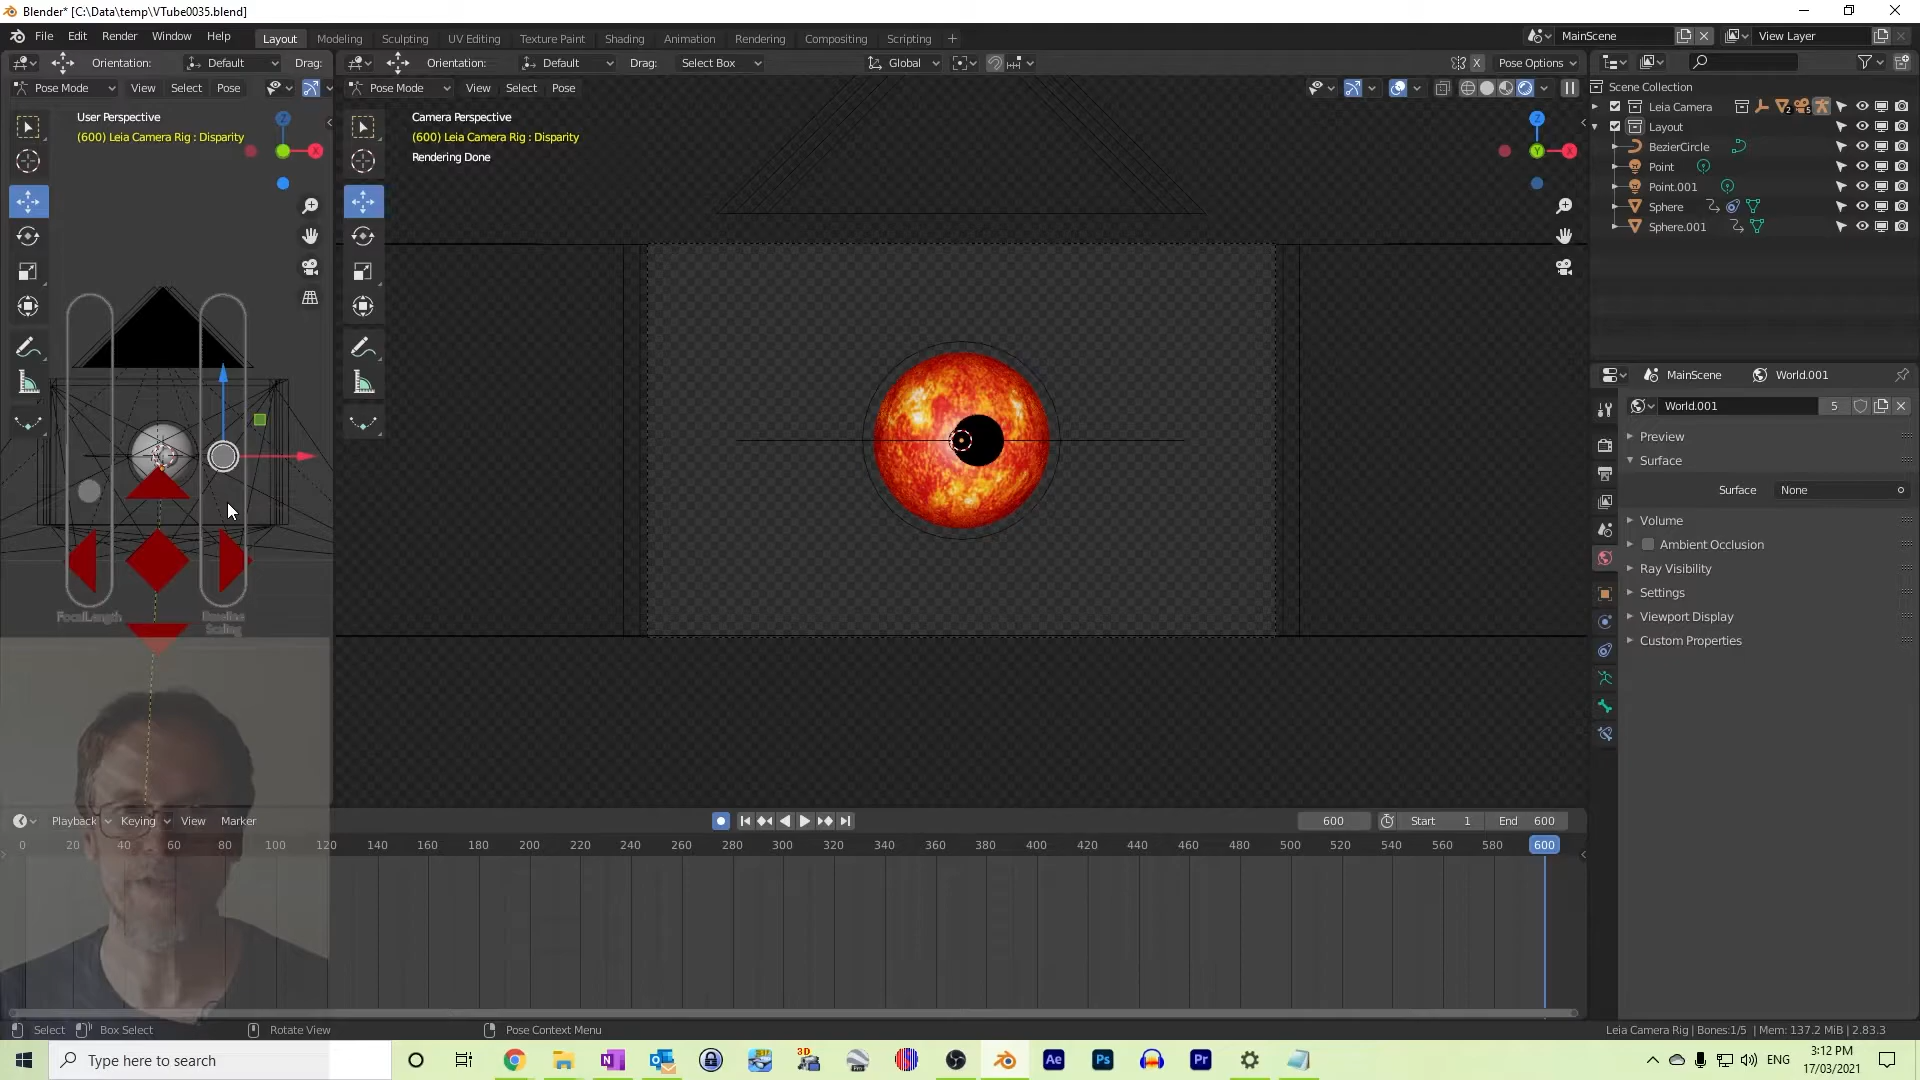 Blender* [C:\Data\temp\VTube0035.blend]
File Edit Render Window Help
Layout Modeling Sculpting UV Editing Texture Paint Shading Animation Rendering Compositing Scripting +
MainScene
View Layer
Orientation: Default Drag:
Orientation: Default Drag: Select Box
Global
X
Pose Options
Pose Mode View Select Pose
Pose Mode View Select Pose
User Perspective
(600) Leia Camera Rig : Disparity
Camera Perspective
(600) Leia Camera Rig : Disparity
Rendering Done
Z
X
Z
Y
X
Scene Collection
Leia Camera
2
5
Layout
BezierCircle
Point
Point.001
Sphere
Sphere.001
MainScene
World.001
World.001
5
Preview
Surface
Surface
None
Volume
Ambient Occlusion
Ray Visibility
Settings
Viewport Display
Custom Properties
FocalLength
Baseline
Scaling
Playback Keying View Marker
600
Start 1
End 600
0 20 40 60 80 100 120 140 160 180 200 220 240 260 280 300 320 340 360 380 400 420 440 460 480 500 520 540 560 580 600
Select
Box Select
Rotate View
Pose Context Menu
Leia Camera Rig | Bones:1/5 | Mem: 137.2 MiB | 2.83.3
Type here to search
3D
Ae
Ps
Pr
ENG
3:12 PM
17/03/2021